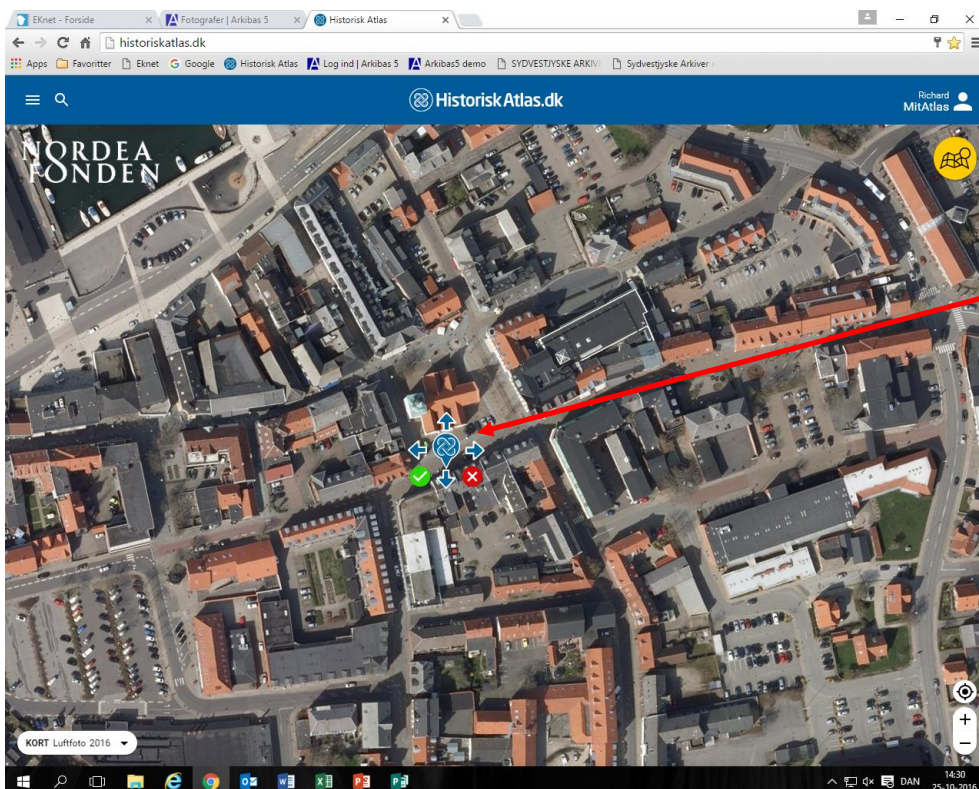 EKnet - Forside
Fotografer | Arkibas 5
Historisk Atlas
historiskatlas.dk
Apps Favoritter Eknet Google Historisk Atlas Log ind | Arkibas 5 Arkibas5 demo SYDVESTJYSKE ARKIV Sydvestjyske Arkiver
HistoriskAtlas.dk
Richard
MitAtlas
NORDEA
FONDEN
KORT Luftfoto 2016
DAN
14:30
25-10-2016